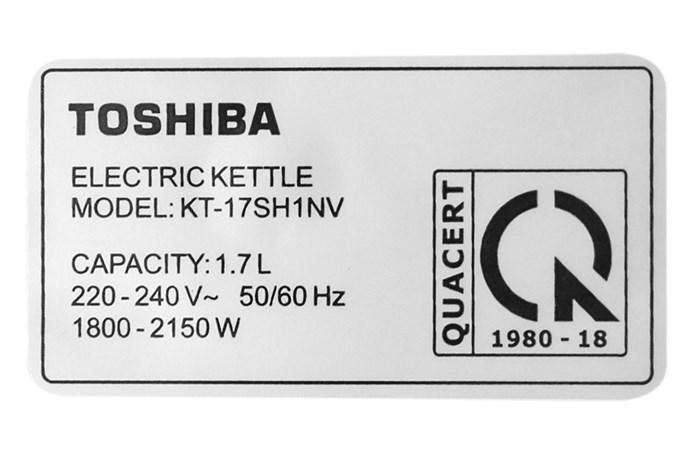 TOSHIBA
ELECTRIC KETTLE
MODEL: KT-17SH1NV
CAPACITY: 1.7 L
220 - 240 V~ 50/60 Hz
1800 - 2150 W
QUACERT
1980 - 18